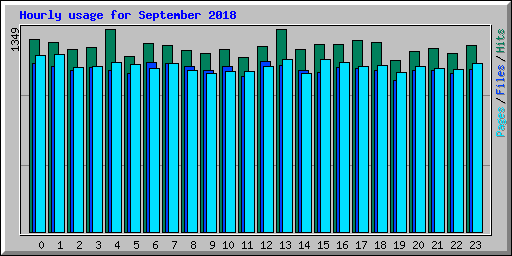 Hourly usage for September 2018
1349
Pages / Files / Hits
0 1 2 3 4 5 6 7 8 9 10 11 12 13 14 15 16 17 18 19 20 21 22 23